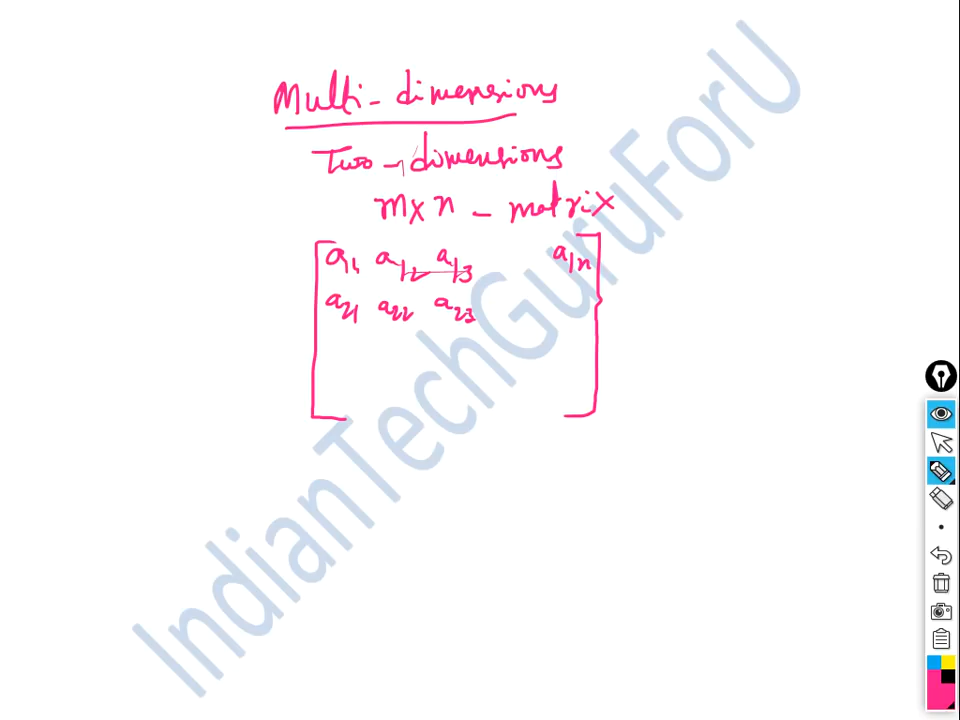 Multi - dimensions
Two - dimensions
m x n - matrix
a11 a12 a13 a1n
a21 a22 a23
IndianTechGuruForU